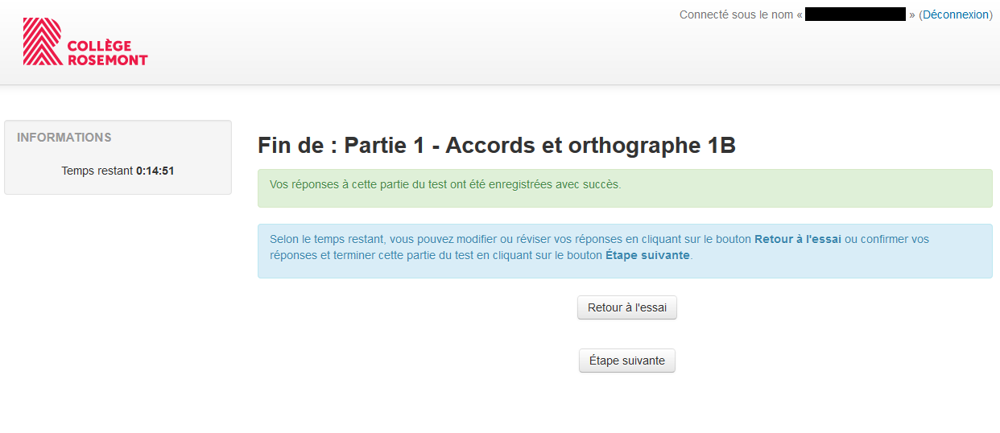 Connecté sous le nom « » (Déconnexion)
COLLÈGE
ROSEMONT
INFORMATIONS
Temps restant 0:14:51
Fin de : Partie 1 - Accords et orthographe 1B
Vos réponses à cette partie du test ont été enregistrées avec succès.
Selon le temps restant, vous pouvez modifier ou réviser vos réponses en cliquant sur le bouton Retour à l'essai ou confirmer vos
réponses et terminer cette partie du test en cliquant sur le bouton Étape suivante.
Retour à l'essai
Étape suivante